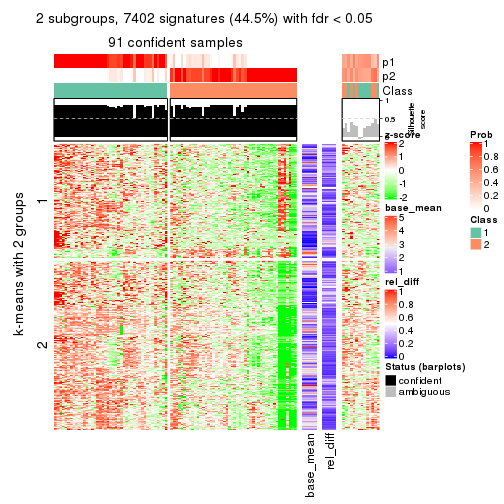 2 subgroups, 7402 signatures (44.5%) with fdr < 0.05
91 confident samples
p1
p2
Class
1
0.5
0
Silhouette
score
k-means with 2 groups
1
2
base_mean
rel_diff
z-score
2
1
0
-1
-2
base_mean
5
4
3
2
1
rel_diff
1
0.8
0.6
0.4
0.2
0
Status (barplots)
confident
ambiguous
Prob
1
0.8
0.6
0.4
0.2
0
Class
1
2